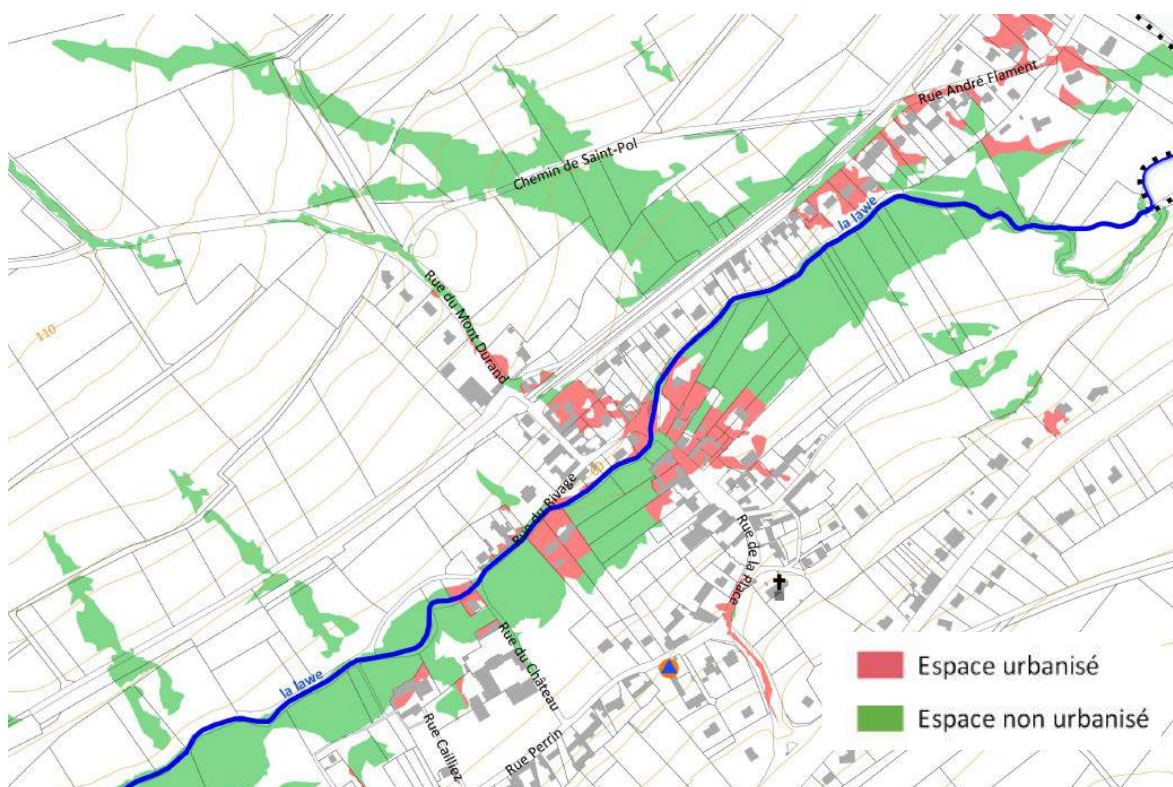 Rue André Flament
Chemin de Saint-Pol
la lawe
Rue du Mont Durand
110
90
Rue du Rivage
Rue de la Place
Rue du Château
la lawe
Rue Cailliez
Rue Perrin
Espace urbanisé
Espace non urbanisé